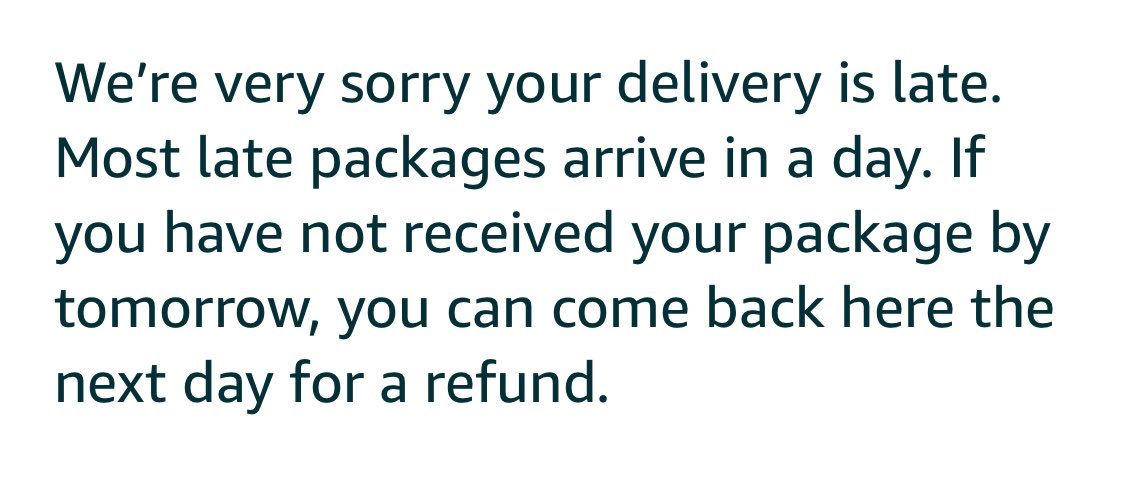 We’re very sorry your delivery is late.
Most late packages arrive in a day. If
you have not received your package by
tomorrow, you can come back here the
next day for a refund.